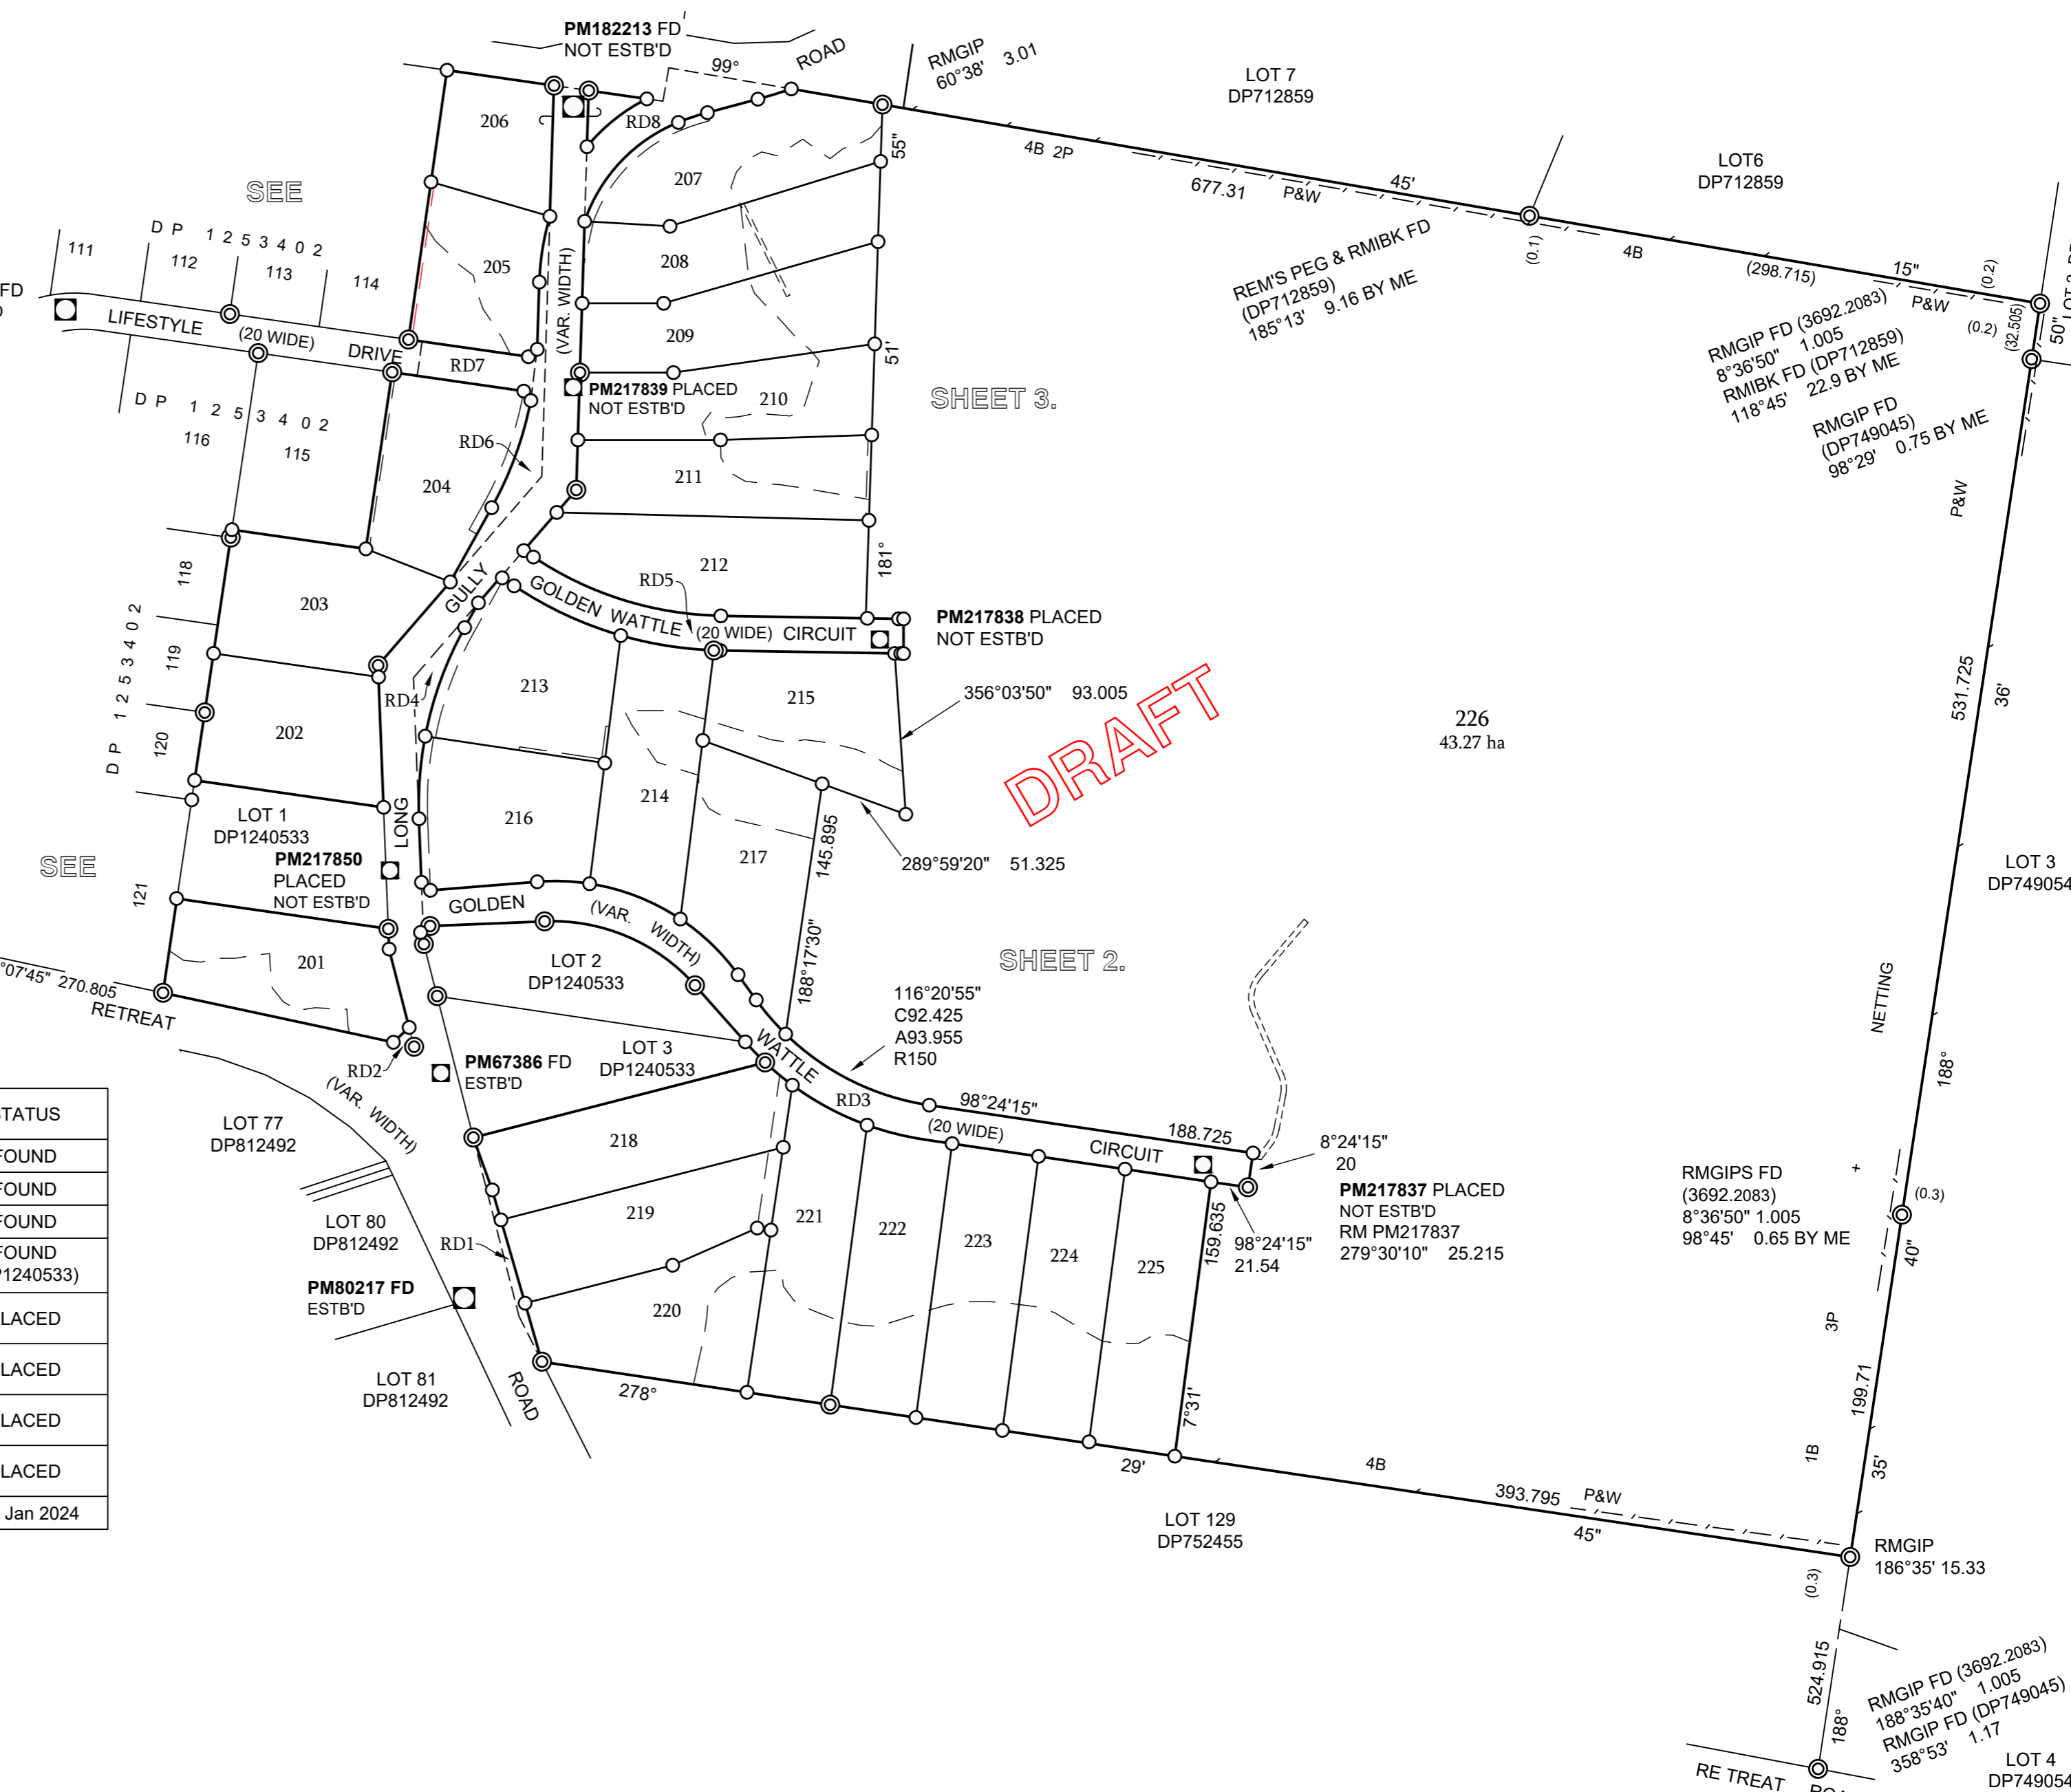 PM182213 FD
NOT ESTB'D
99°
ROAD
RMGIP
60°38' 3.01
LOT 7
DP712859
LOT6
DP712859
206
RD8
207
55"
4B 2P
677.31
P&W
45'
4B
(0.1)
(298.715)
15"
(0.2)
P&W
(0.2)
(32.505)
50"
SEE
DP 1253402
111
112
113
114
FD
LIFESTYLE
(20 WIDE)
DRIVE
RD7
205
(VAR. WIDTH)
208
209
51'
210
PM217839 PLACED
NOT ESTB'D
SHEET 3.
REM'S PEG & RMIBK FD
(DP712859)
185°13' 9.16 BY ME
RMGIP FD (3692.2083)
8°36'50" 1.005
RMIBK FD (DP712859)
118°45' 22.9 BY ME
RMGIP FD
(DP749045)
98°29' 0.75 BY ME
P&W
DP 1253402
116
115
RD6
204
211
212
181°
118
203
GULLY
RD5
GOLDEN WATTLE (20 WIDE) CIRCUIT
PM217838 PLACED
NOT ESTB'D
DP 1253402
119
120
202
RD4
213
215
356°03'50" 93.005
DRAFT
226
43.27 ha
531.725
36'
LOT 1
DP1240533
LONG
216
214
217
145.895
289°59'20" 51.325
LOT 3
DP749054
SEE
121
PM217850
PLACED
NOT ESTB'D
GOLDEN
(VAR. WIDTH)
201
LOT 2
DP1240533
188°17'30"
SHEET 2.
°07'45" 270.805
RETREAT
116°20'55"
C92.425
A93.955
R150
NETTING
WATTLE
RD2
(VAR. WIDTH)
PM67386 FD
ESTB'D
LOT 3
DP1240533
RD3
98°24'15"
188.725
(20 WIDE)
CIRCUIT
8°24'15"
20
188°
LOT 77
DP812492
218
219
PM217837 PLACED
NOT ESTB'D
RM PM217837
279°30'10" 25.215
98°24'15"
21.54
159.635
RMGIPS FD
(3692.2083)
8°36'50" 1.005
98°45' 0.65 BY ME
(0.3)
40"
LOT 80
DP812492
RD1
221
222
223
224
225
PM80217 FD
ESTB'D
220
3P
199.71
LOT 81
DP812492
ROAD
278°
7°31'
29'
4B
1B
35'
393.795
P&W
45"
LOT 129
DP752455
RMGIP
186°35' 15.33
(0.3)
524.915
188°
RMGIP FD (3692.2083)
188°35'40" 1.005
RMGIP FD (DP749045)
358°53' 1.17
RE TREAT
LOT 4
DP749054
STATUS
FOUND
FOUND
FOUND
FOUND
P1240533)
LACED
LACED
LACED
LACED
Jan 2024